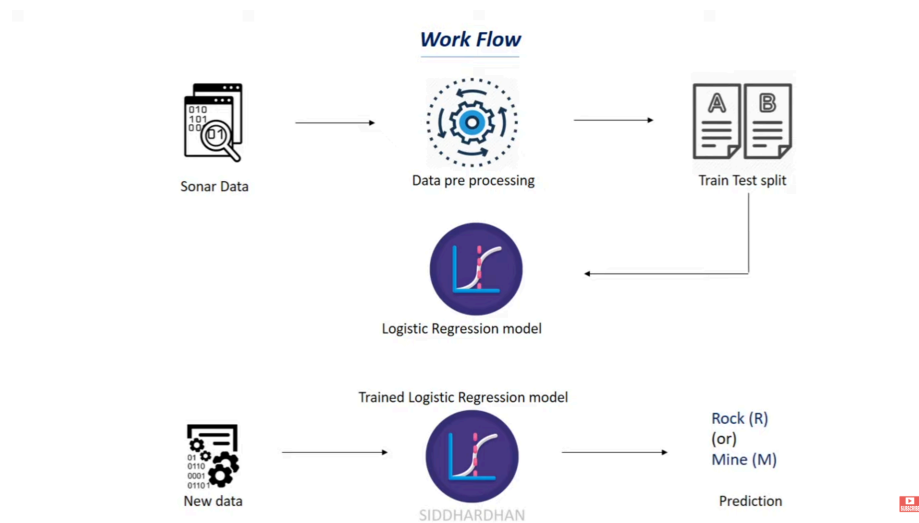 Work Flow
010
101
00
01
A
B
Sonar Data
Data pre processing
Train Test split
Logistic Regression model
Trained Logistic Regression model
Rock (R)
(or)
Mine (M)
01
0110
0001
01101
New data
Prediction
SIDDHARDHAN